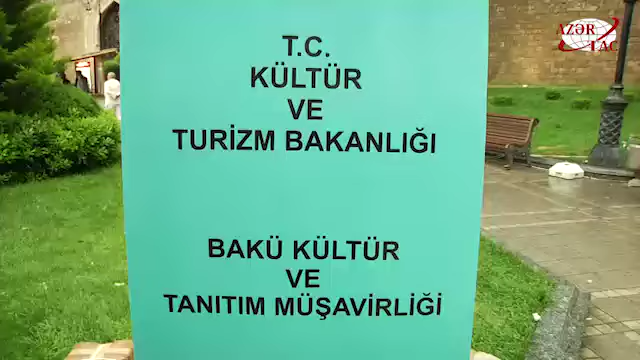 AZƏR
TAC
T.C.
KÜLTÜR
VE
TURİZM BAKANLIĞI
BAKÜ KÜLTÜR
VE
TANITIM MÜŞAVİRLİĞİ